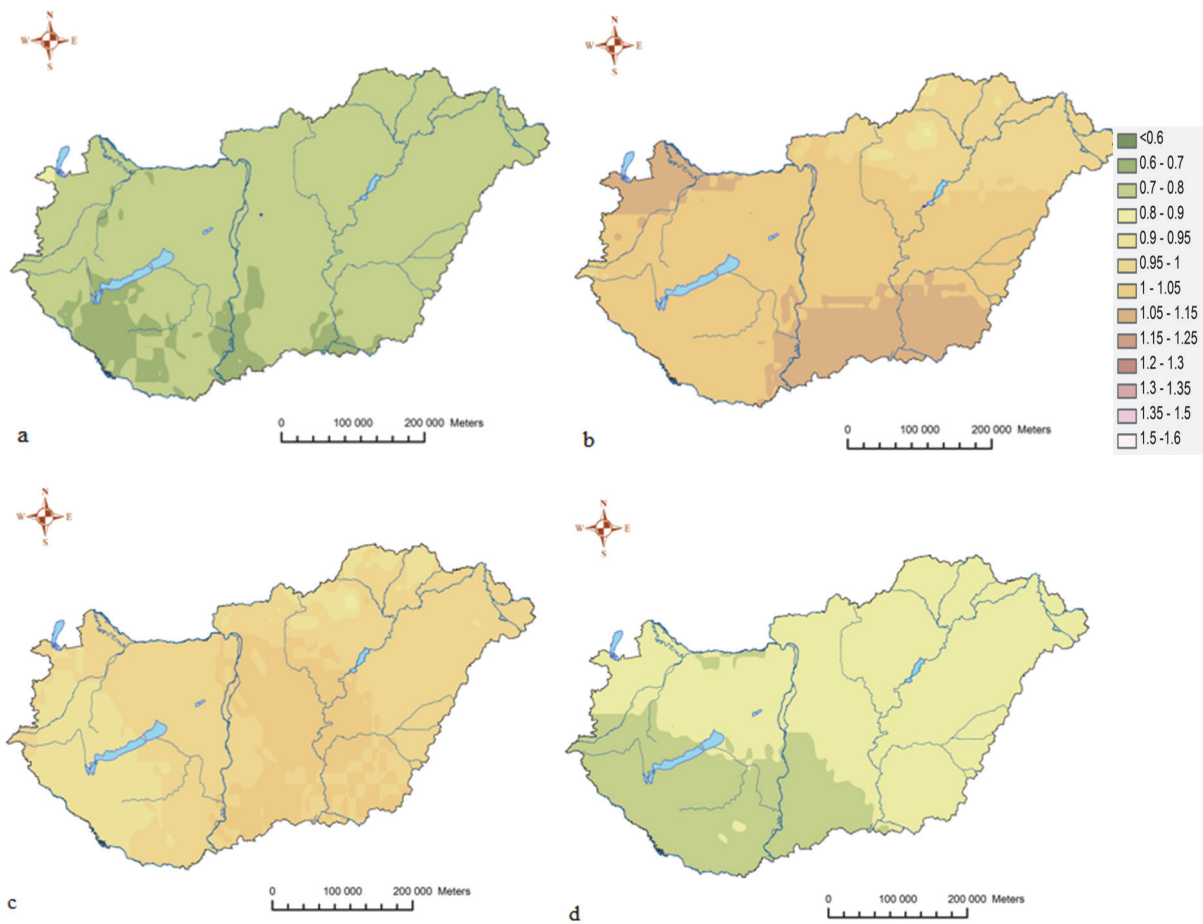 N
W E
S
0 100 000 200 000 Meters
a
N
W E
S
0 100 000 200 000 Meters
b
<0.6
0.6 - 0.7
0.7 - 0.8
0.8 - 0.9
0.9 - 0.95
0.95 - 1
1 - 1.05
1.05 - 1.15
1.15 - 1.25
1.2 - 1.3
1.3 - 1.35
1.35 - 1.5
1.5 -1.6
N
W E
S
0 100 000 200 000 Meters
c
N
W E
S
0 100 000 200 000 Meters
d